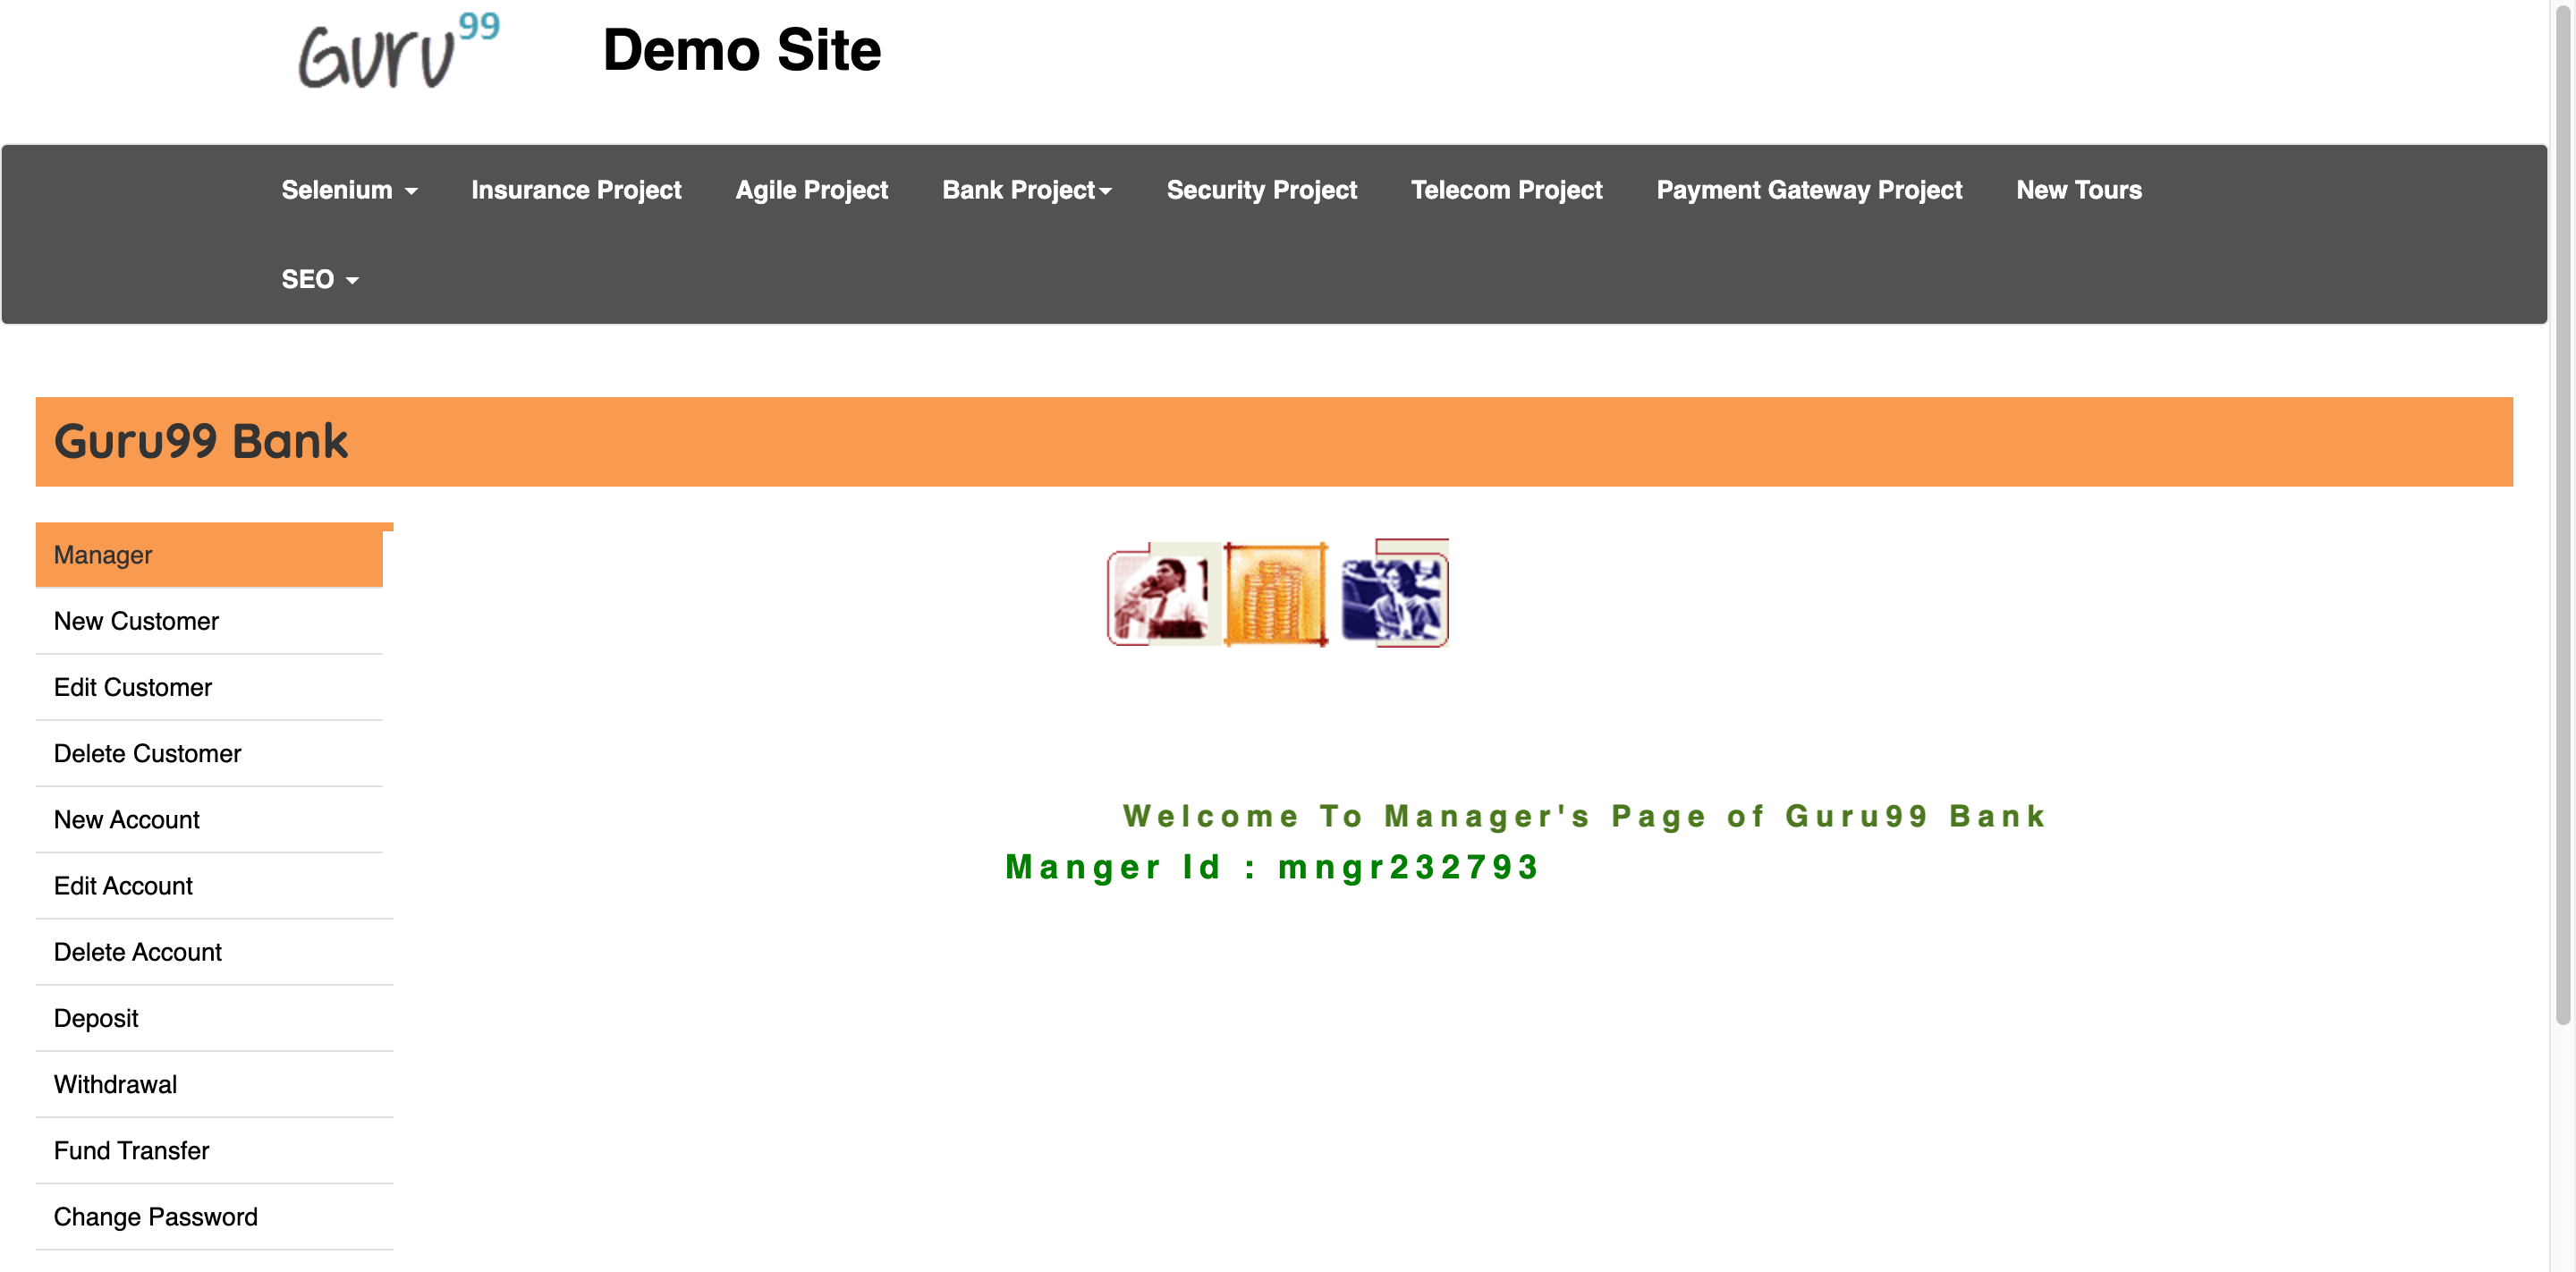 Guru99
Demo Site
Selenium Insurance Project Agile Project Bank Project Security Project Telecom Project Payment Gateway Project New Tours
SEO
Guru99 Bank
Manager
New Customer
Edit Customer
Delete Customer
New Account
Edit Account
Delete Account
Deposit
Withdrawal
Fund Transfer
Change Password
Welcome To Manager's Page of Guru99 Bank
Manger Id : mngr232793